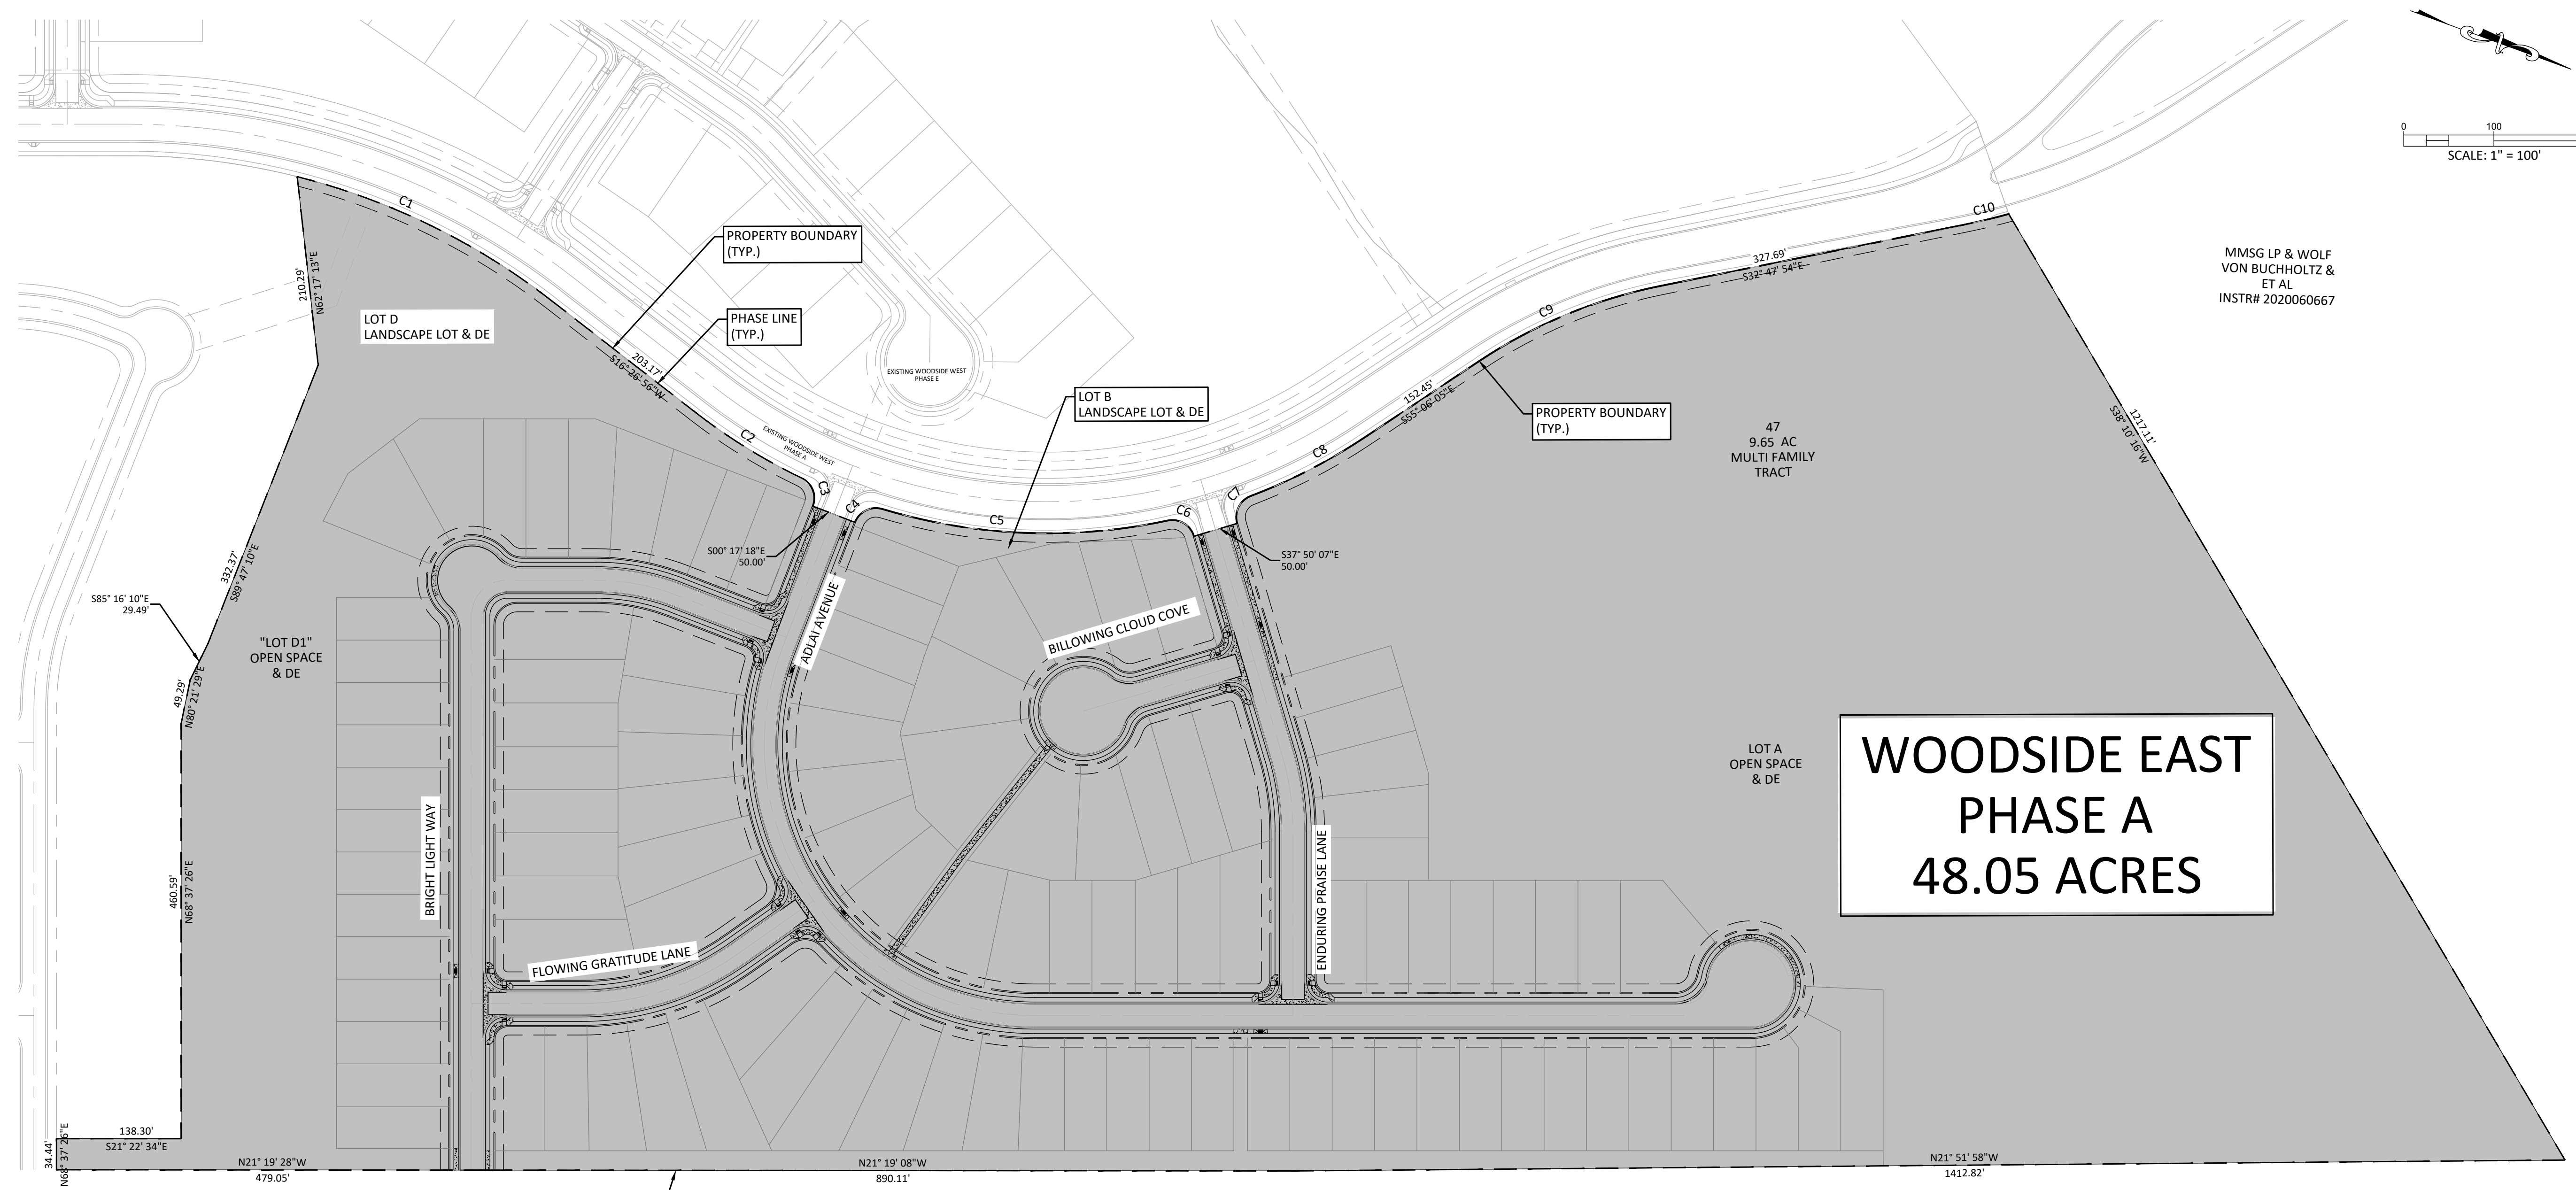 0
100
SCALE: 1" = 100'
C1
C10
PROPERTY BOUNDARY
(TYP.)
MMSG LP & WOLF
VON BUCHHOLTZ &
ET AL
INSTR# 2020060667
327.69'
S32° 47' 54"E
210.29'
N62° 17' 13"E
LOT D
LANDSCAPE LOT & DE
PHASE LINE
(TYP.)
C9
203.17'
S16° 26' 56"W
EXISTING WOODSIDE WEST
PHASE E
LOT B
LANDSCAPE LOT & DE
152.45'
S55° 06' 05"E
PROPERTY BOUNDARY
(TYP.)
1217.11'
S38° 10' 16"W
47
9.65 AC
MULTI FAMILY
TRACT
C2
EXISTING WOODSIDE WEST
PHASE A
C8
C3
C4
C5
C6
C7
S00° 17' 18"E
50.00'
S37° 50' 07"E
50.00'
332.37'
S89° 47' 10"E
S85° 16' 10"E
29.49'
ADLAI AVENUE
BILLOWING CLOUD COVE
"LOT D1"
OPEN SPACE
& DE
49.29'
N80° 21' 29"E
LOT A
OPEN SPACE
& DE
WOODSIDE EAST
PHASE A
48.05 ACRES
BRIGHT LIGHT WAY
460.59'
N68° 37' 26"E
ENDURING PRAISE LANE
FLOWING GRATITUDE LANE
138.30'
S21° 22' 34"E
34.44'
N68° 37' 26"E
N21° 19' 28"W
479.05'
N21° 19' 08"W
890.11'
N21° 51' 58"W
1412.82'